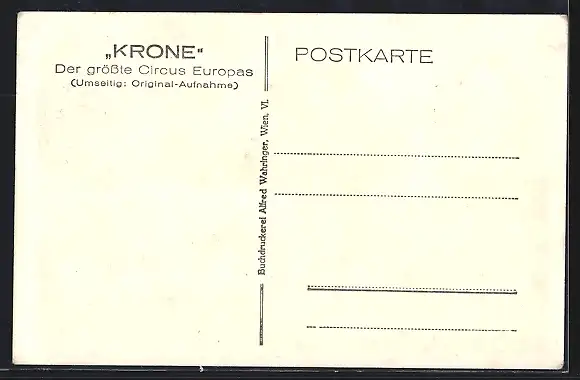 „KRONE“
Der größte Circus Europas
(Umseitig: Original-Aufnahme)
POSTKARTE
Buchdruckerei Alfred Wahringer, Wien, VI.